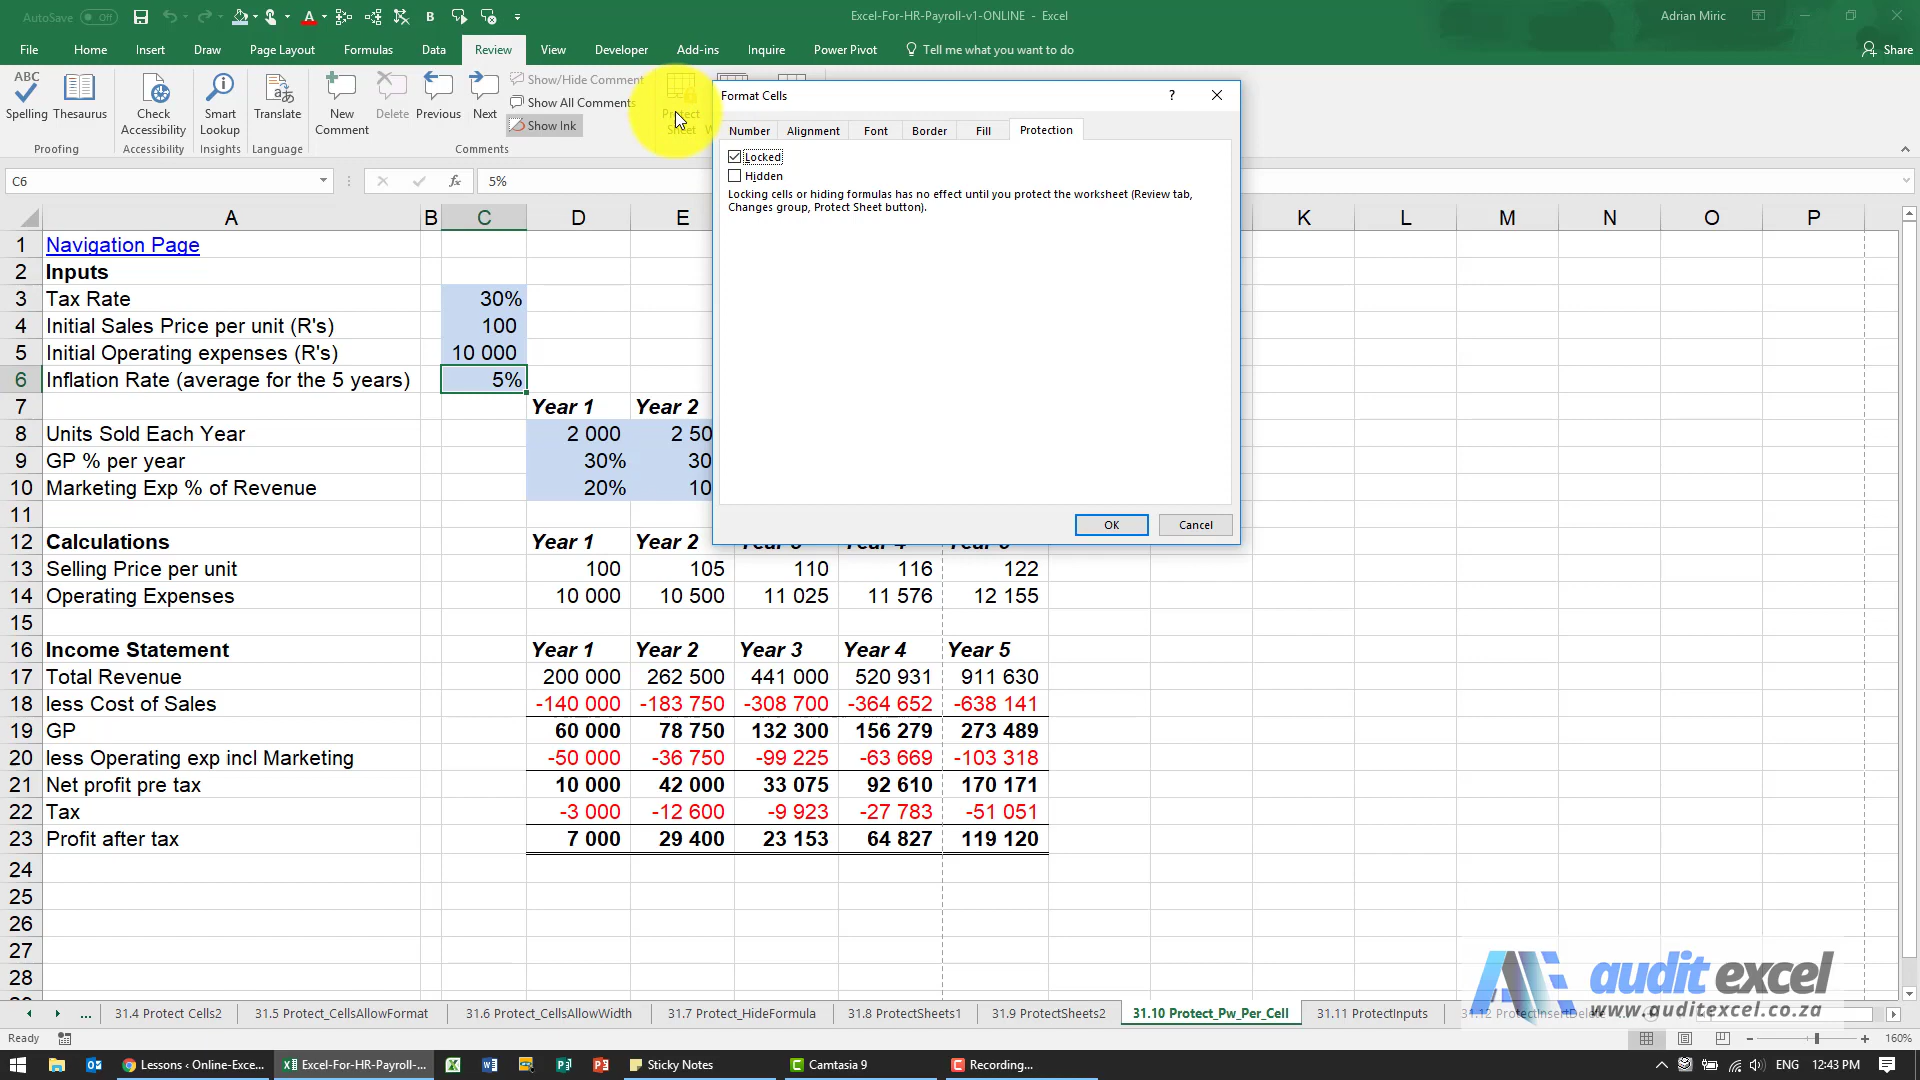 AutoSave Off B Excel-For-HR-Payroll-v1-ONLINE - Excel Adrian Miric
File Home Insert Draw Page Layout Formulas Data Review View Developer Add-ins Inquire Power Pivot Tell me what you want to do Share
ABC
Spelling Thesaurus Check Accessibility Smart Lookup Translate New Comment Delete Previous Next
Show/Hide Comment
Show All Comments
Show Ink
Protect Sheet
Proofing Accessibility Insights Language Comments
Format Cells ?
Number Alignment Font Border Fill Protection
Locked
Hidden
Locking cells or hiding formulas has no effect until you protect the worksheet (Review tab,
Changes group, Protect Sheet button).
OK Cancel
C6 fx 5%
A B C D E K L M N O P
1 Navigation Page
2 Inputs
3 Tax Rate 30%
4 Initial Sales Price per unit (R's) 100
5 Initial Operating expenses (R's) 10 000
6 Inflation Rate (average for the 5 years) 5%
7 Year 1 Year 2
8 Units Sold Each Year 2 000 2 50
9 GP % per year 30% 30
10 Marketing Exp % of Revenue 20% 10
11
12 Calculations Year 1 Year 2
13 Selling Price per unit 100 105 110 116 122
14 Operating Expenses 10 000 10 500 11 025 11 576 12 155
15
16 Income Statement Year 1 Year 2 Year 3 Year 4 Year 5
17 Total Revenue 200 000 262 500 441 000 520 931 911 630
18 less Cost of Sales -140 000 -183 750 -308 700 -364 652 -638 141
19 GP 60 000 78 750 132 300 156 279 273 489
20 less Operating exp incl Marketing -50 000 -36 750 -99 225 -63 669 -103 318
21 Net profit pre tax 10 000 42 000 33 075 92 610 170 171
22 Tax -3 000 -12 600 -9 923 -27 783 -51 051
23 Profit after tax 7 000 29 400 23 153 64 827 119 120
24
25
26
27
28
audit excel
www.auditexcel.co.za
... 31.4 Protect Cells2 31.5 Protect_CellsAllowFormat 31.6 Protect_CellsAllowWidth 31.7 Protect_HideFormula 31.8 ProtectSheets1 31.9 ProtectSheets2 31.10 Protect_Pw_Per_Cell 31.11 ProtectInputs 31.12 ProtectInsertDelete
Ready 160%
Lessons ‹ Online-Exce... Excel-For-HR-Payroll-... Sticky Notes Camtasia 9 Recording... ENG 12:43 PM